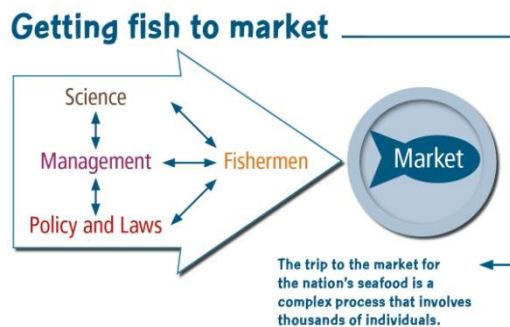 Getting fish to market
Science
Management
Fishermen
Market
Policy and Laws
The trip to the market for
the nation's seafood is a
complex process that involves
thousands of individuals.